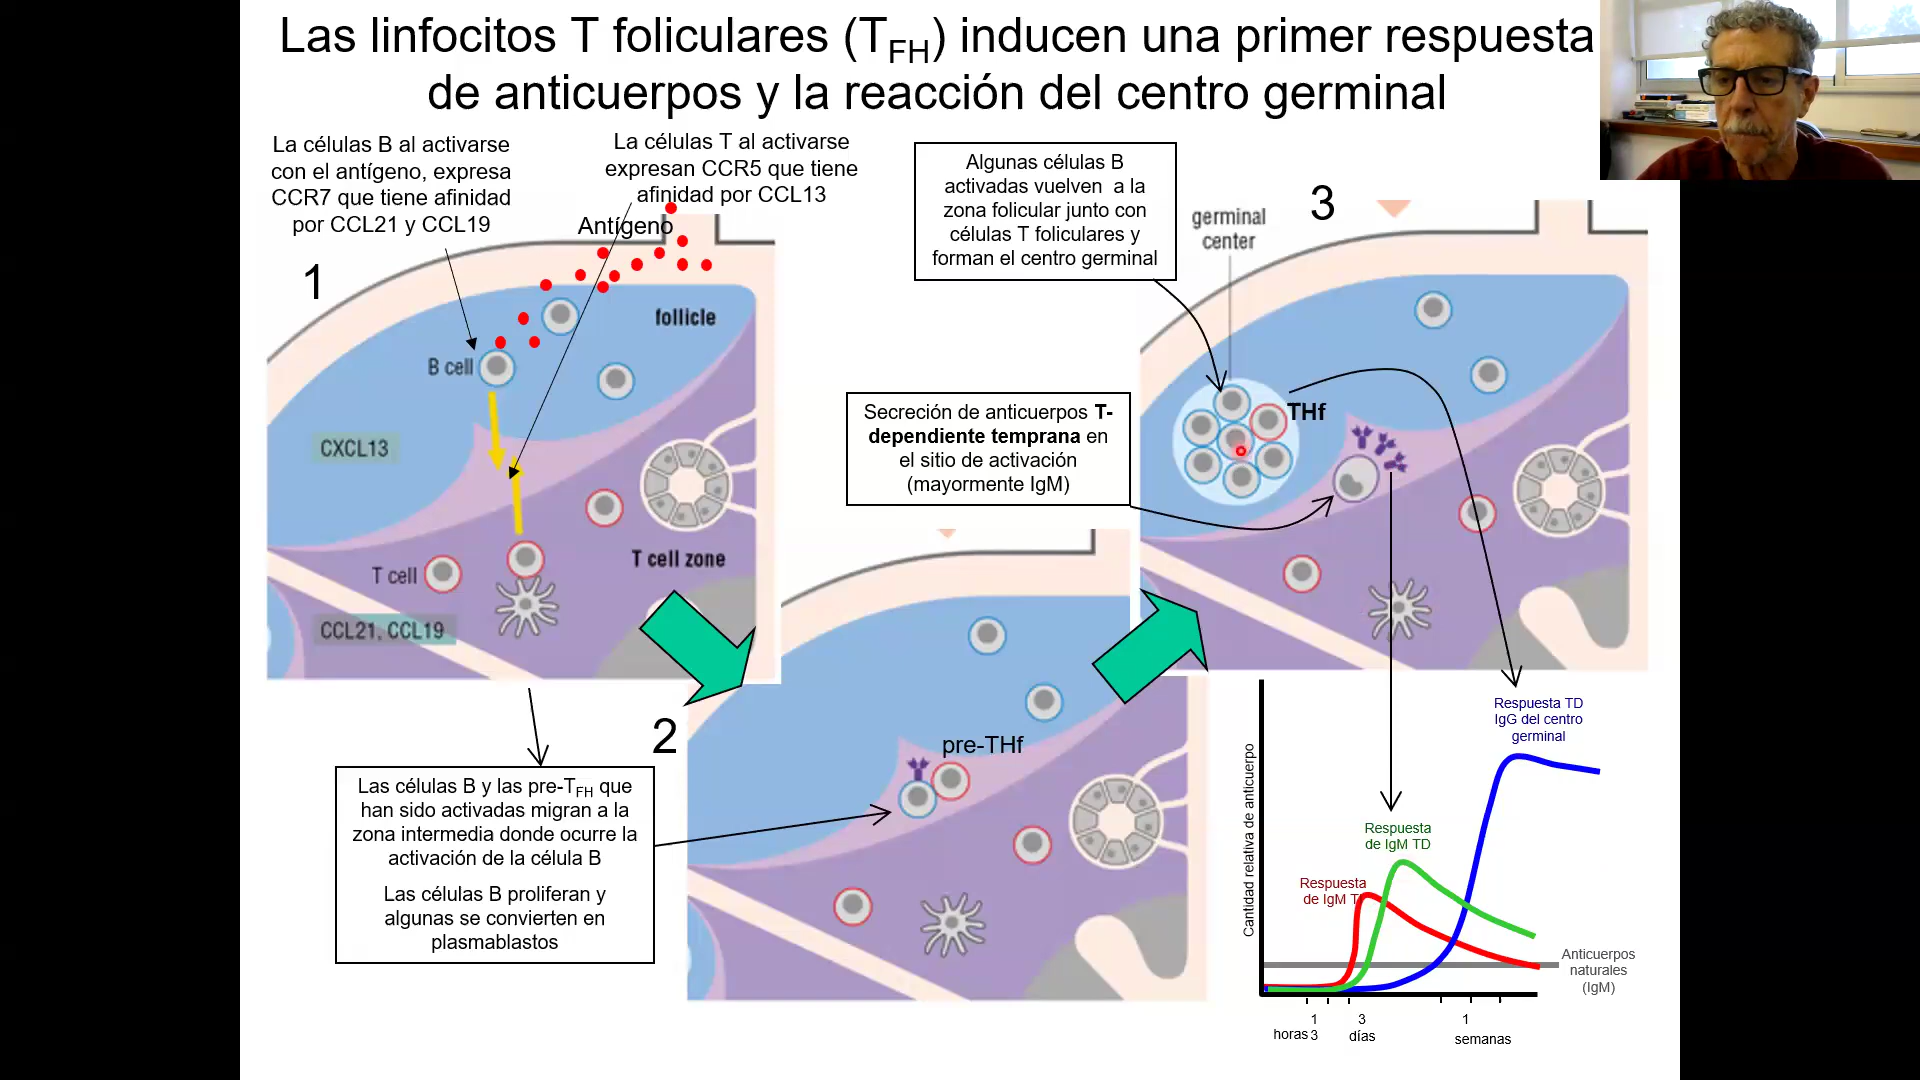 Las linfocitos T foliculares (TFH) inducen una primer respuesta
de anticuerpos y la reacción del centro germinal
La células B al activarse
con el antígeno, expresa
CCR7 que tiene afinidad
por CCL21 y CCL19
La células T al activarse
expresan CCR5 que tiene
afinidad por CCL13
Antígeno
1
follicle
B cell
CXCL13
T cell zone
T cell
CCL21, CCL19
Las células B y las pre-TFH que
han sido activadas migran a la
zona intermedia donde ocurre la
activación de la célula B
Las células B proliferan y
algunas se convierten en
plasmablastos
2
pre-THf
Algunas células B
activadas vuelven a la
zona folicular junto con
células T foliculares y
forman el centro germinal
3
germinal
center
THf
Secreción de anticuerpos T-
dependiente temprana en
el sitio de activación
(mayormente IgM)
Respuesta TD
IgG del centro
germinal
Respuesta
de IgM TD
Respuesta
de IgM
Cantidad relativa de anticuerpo
Anticuerpos
naturales
(IgM)
1 3 1
horas 3 días semanas